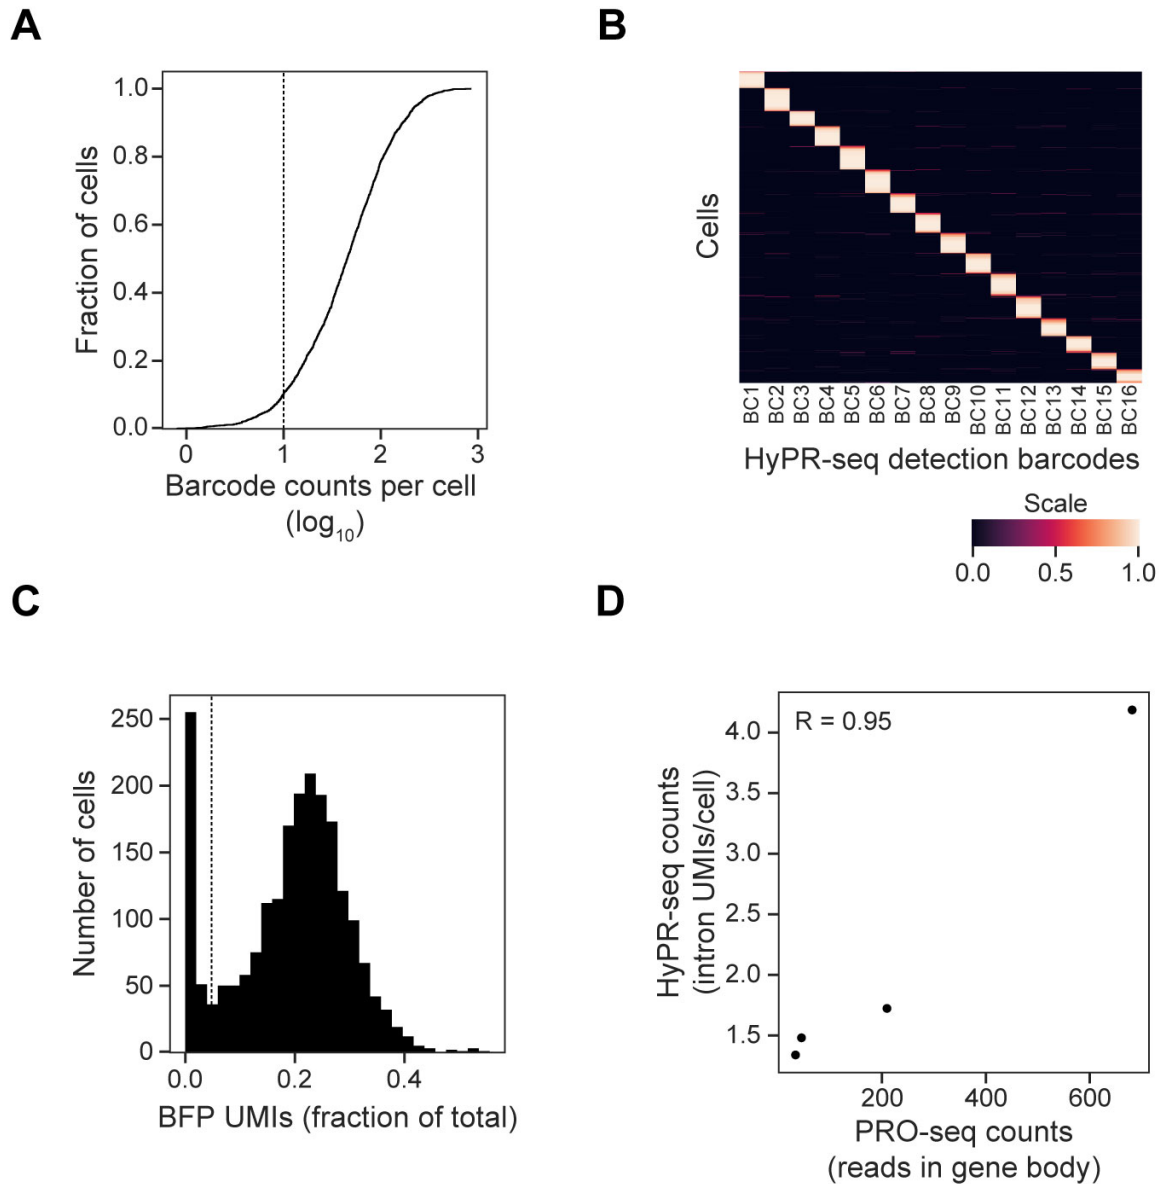 A
1.0
0.8
0.6
0.4
0.2
0.0
Fraction of cells
0 1 2 3
Barcode counts per cell
(log10)
B
Cells
BC1 BC2 BC3 BC4 BC5 BC6 BC7 BC8 BC9 BC10 BC11 BC12 BC13 BC14 BC15 BC16
HyPR-seq detection barcodes
Scale
0.0 0.5 1.0
C
250
200
150
100
50
0
Number of cells
0.0 0.2 0.4
BFP UMIs (fraction of total)
D
R = 0.95
4.0
3.5
3.0
2.5
2.0
1.5
HyPR-seq counts
(intron UMIs/cell)
200 400 600
PRO-seq counts
(reads in gene body)